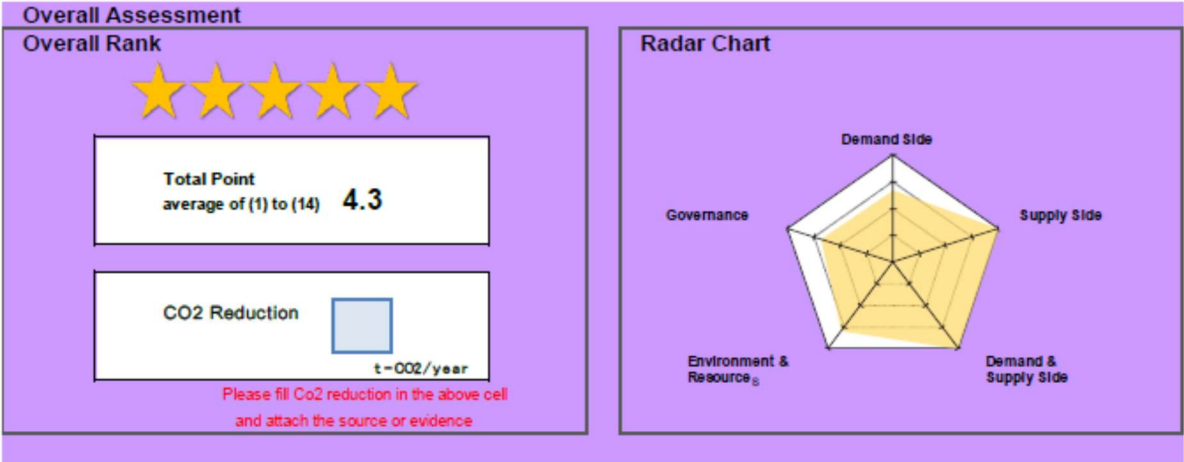 Overall Assessment
Overall Rank
Total Point
average of (1) to (14) 4.3
CO2 Reduction
t-CO2/year
Please fill Co2 reduction in the above cell
and attach the source or evidence
Radar Chart
Demand Side
Governance
Supply Side
Environment &
Resources
Demand &
Supply Side